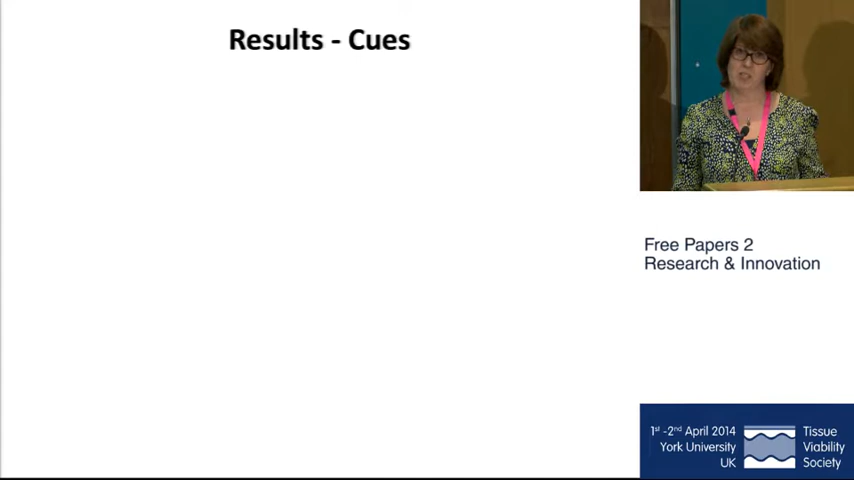 Results - Cues
Free Papers 2
Research & Innovation
1st -2nd April 2014
York University
UK
Tissue
Viability
Society